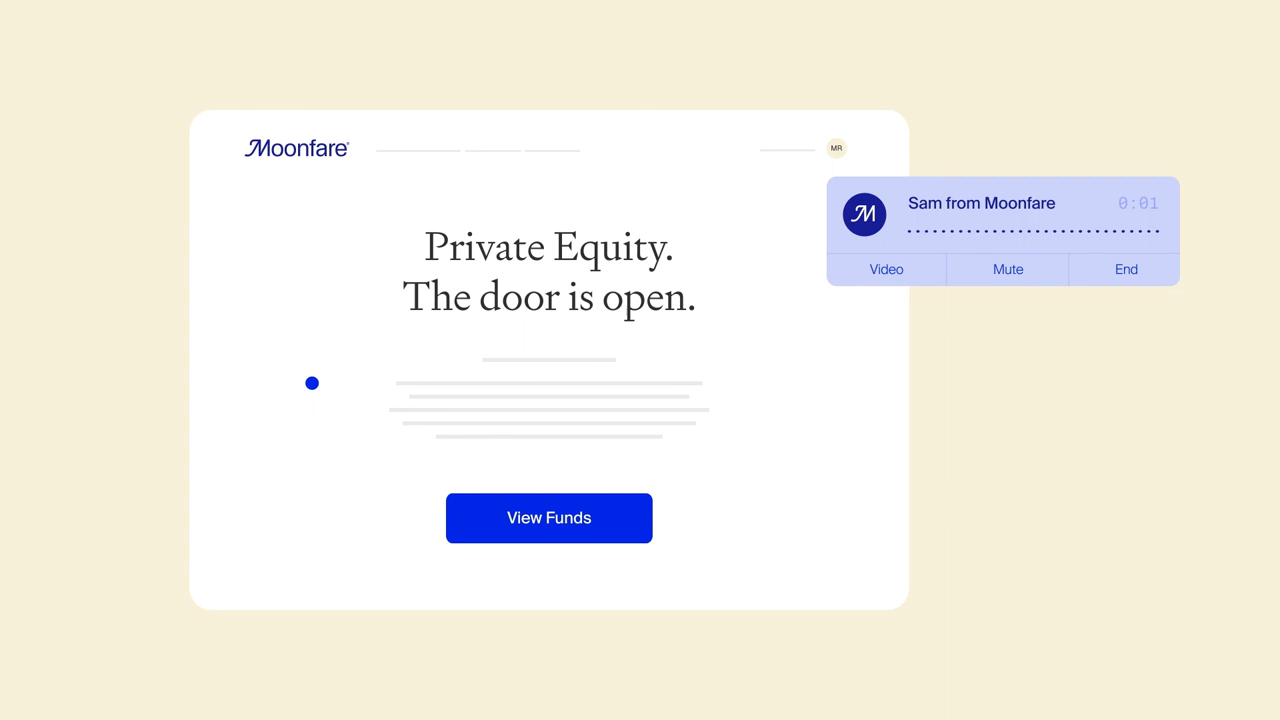 Moonfare®
MR
Sam from Moonfare
0:01
Video
Mute
End
Private Equity.
The door is open.
View Funds